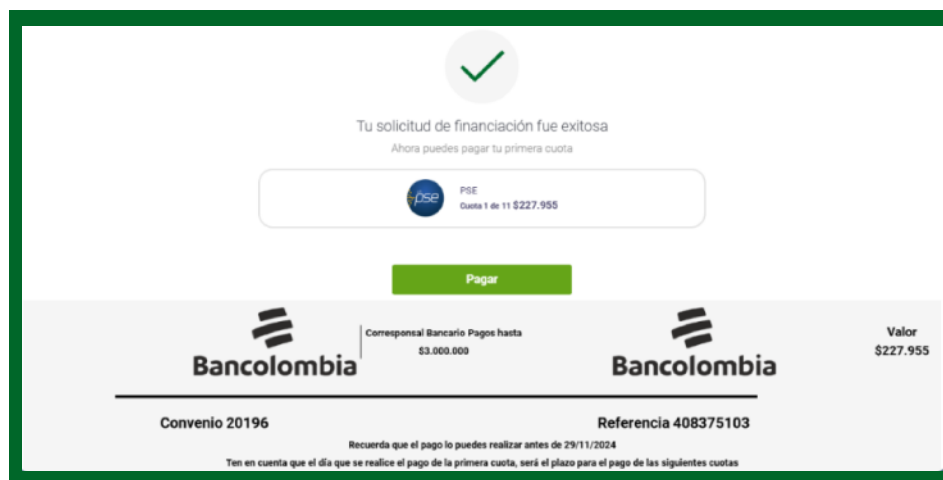 Tu solicitud de financiación fue exitosa
Ahora puedes pagar tu primera cuota
pse
PSE
Cuota 1 de 11 $227.955
Pagar
Bancolombia
Corresponsal Bancario Pagos hasta
$3.000.000
Bancolombia
Valor
$227.955
Convenio 20196
Referencia 408375103
Recuerda que el pago lo puedes realizar antes de 29/11/2024
Ten en cuenta que el día que se realice el pago de la primera cuota, será el plazo para el pago de las siguientes cuotas